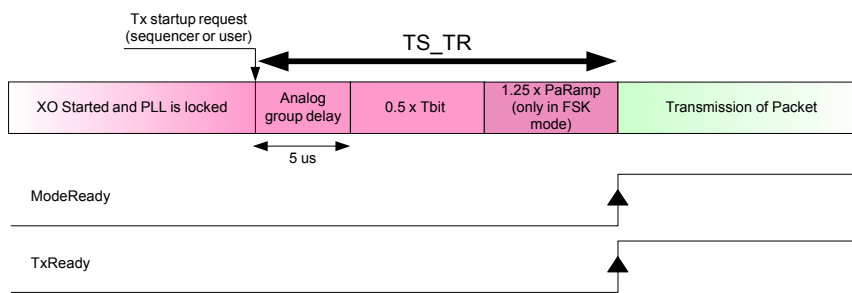 Tx startup request
(sequencer or user)
TS_TR
XO Started and PLL is locked
Analog
group delay
0.5 x Tbit
1.25 x PaRamp
(only in FSK
mode)
Transmission of Packet
5 us
ModeReady
TxReady